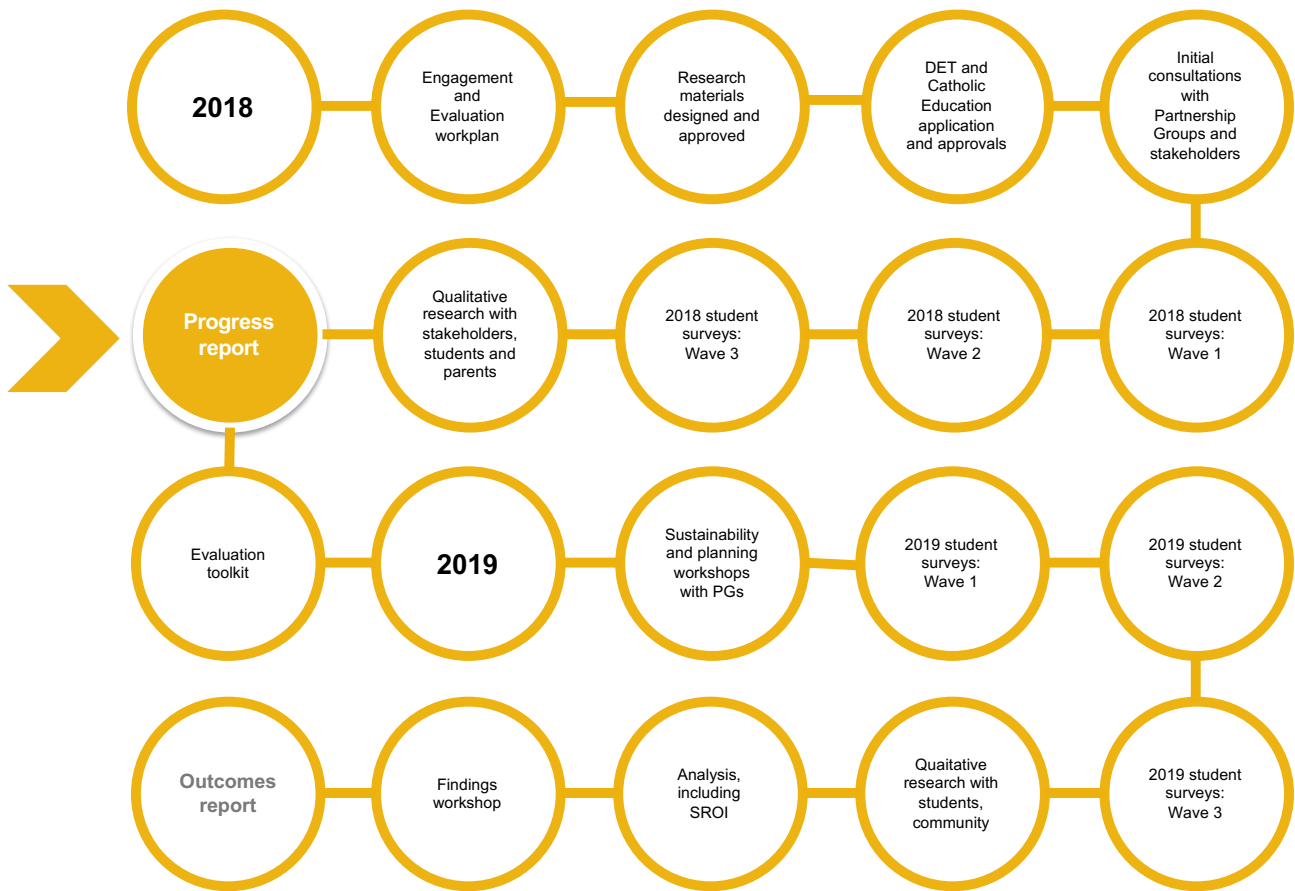 2018
Engagement
and
Evaluation
workplan
Research
materials
designed and
approved
DET and
Catholic
Education
application
and approvals
Initial
consultations
with
Partnership
Groups and
stakeholders
Progress
report
Qualitative
research with
stakeholders,
students and
parents
2018 student
surveys:
Wave 3
2018 student
surveys:
Wave 2
2018 student
surveys:
Wave 1
Evaluation
toolkit
2019
Sustainability
and planning
workshops
with PGs
2019 student
surveys:
Wave 1
2019 student
surveys:
Wave 2
Outcomes
report
Findings
workshop
Analysis,
including
SROI
Quaitative
research with
students,
community
2019 student
surveys:
Wave 3